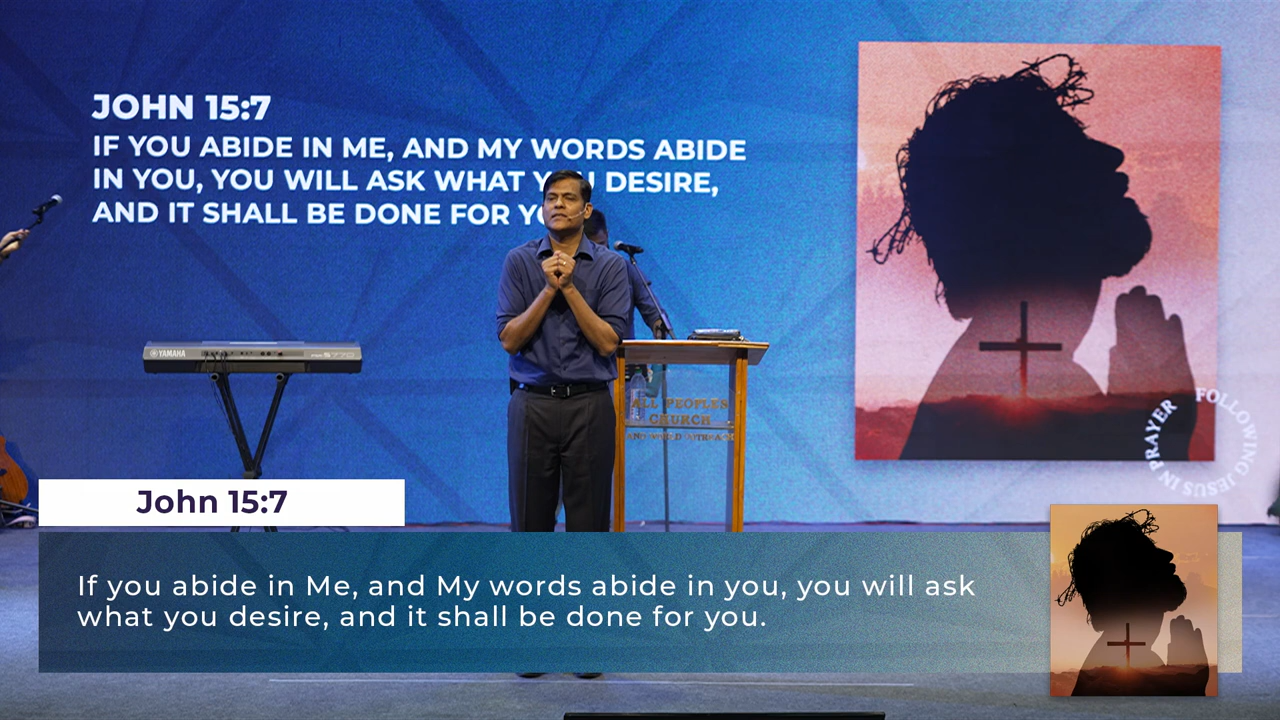 JOHN 15:7
IF YOU ABIDE IN ME, AND MY WORDS ABIDE
IN YOU, YOU WILL ASK WHAT DESIRE,
AND IT SHALL BE DONE FOR
YAMAHA
ALL PEOPLES
CHURCH
FOLLOWING JESUS IN PRAYER
John 15:7
If you abide in Me, and My words abide in you, you will ask
what you desire, and it shall be done for you.